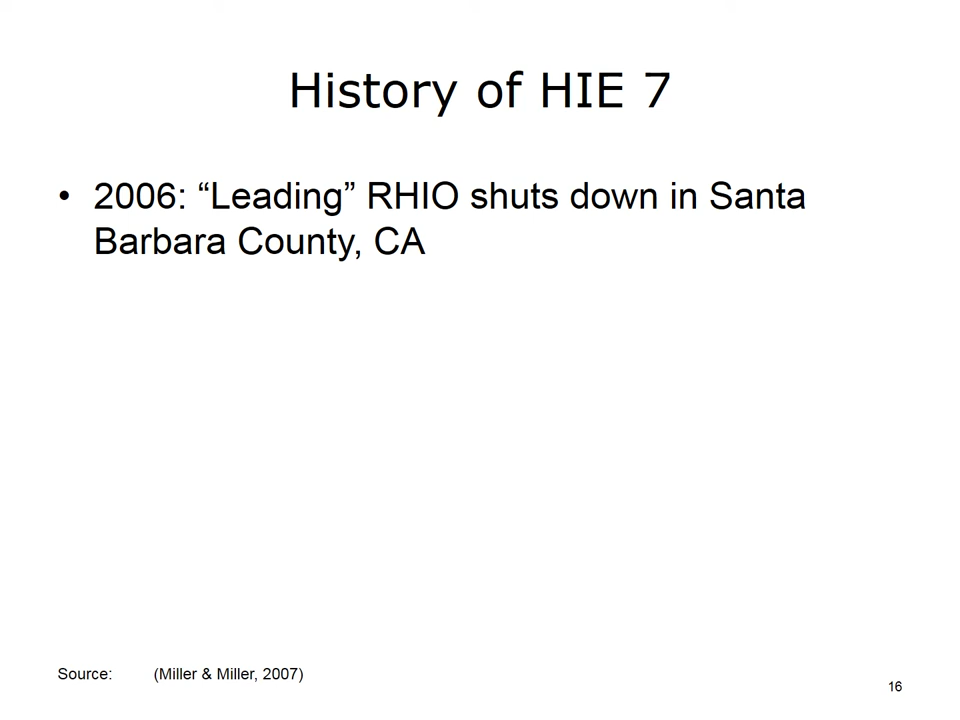 History of HIE 7
• 2006: “Leading” RHIO shuts down in Santa
Barbara County, CA
Source: (Miller & Miller, 2007)
16